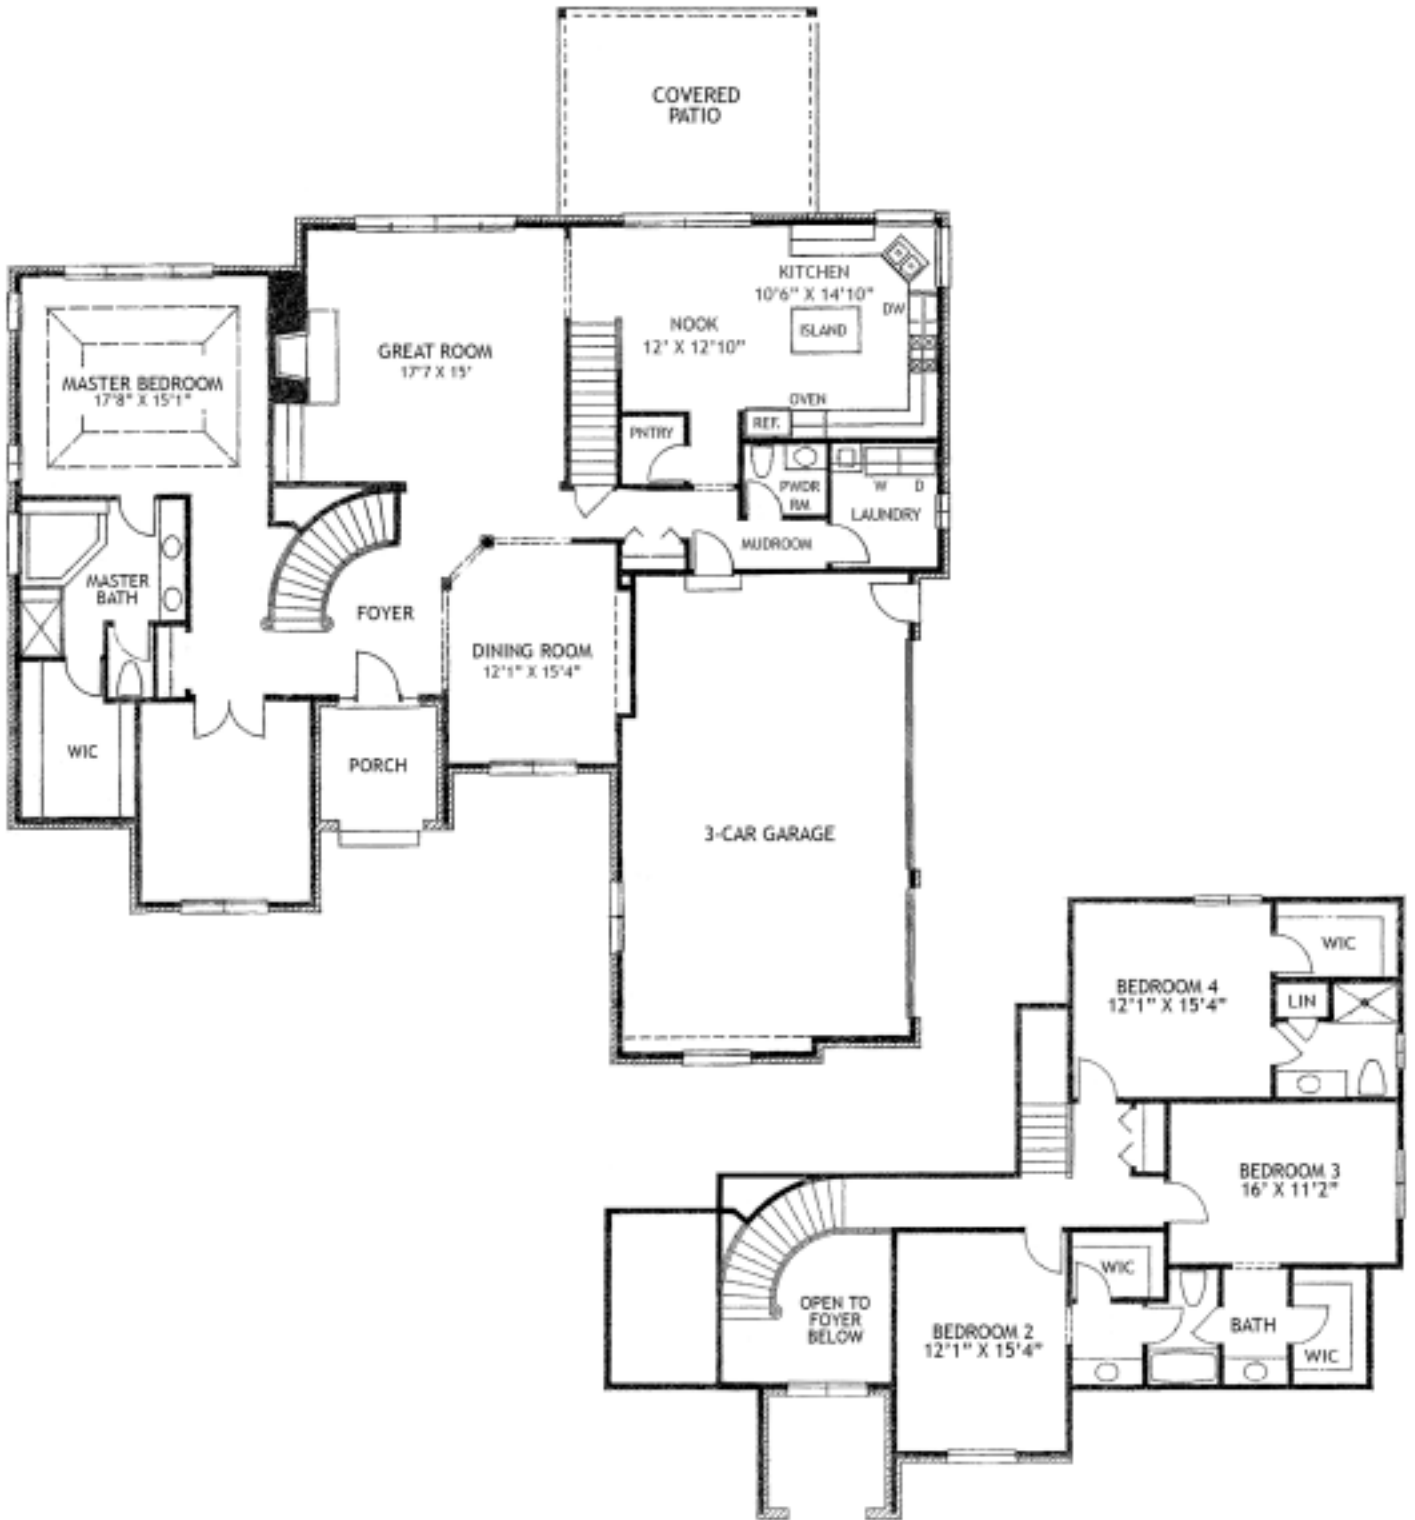 COVERED
PATIO
KITCHEN
10'6" X 14'10"
DW
ISLAND
NOOK
12' X 12'10"
GREAT ROOM
17'7 X 15'
MASTER BEDROOM
17'8" X 15'1"
OVEN
REF.
PNTRY
PWDR
RM
W D
LAUNDRY
MUDROOM
MASTER
BATH
FOYER
DINING ROOM
12'1" X 15'4"
WIC
PORCH
3-CAR GARAGE
WIC
BEDROOM 4
12'1" X 15'4"
LIN
BEDROOM 3
16' X 11'2"
WIC
OPEN TO
FOYER
BELOW
BEDROOM 2
12'1" X 15'4"
BATH
WIC